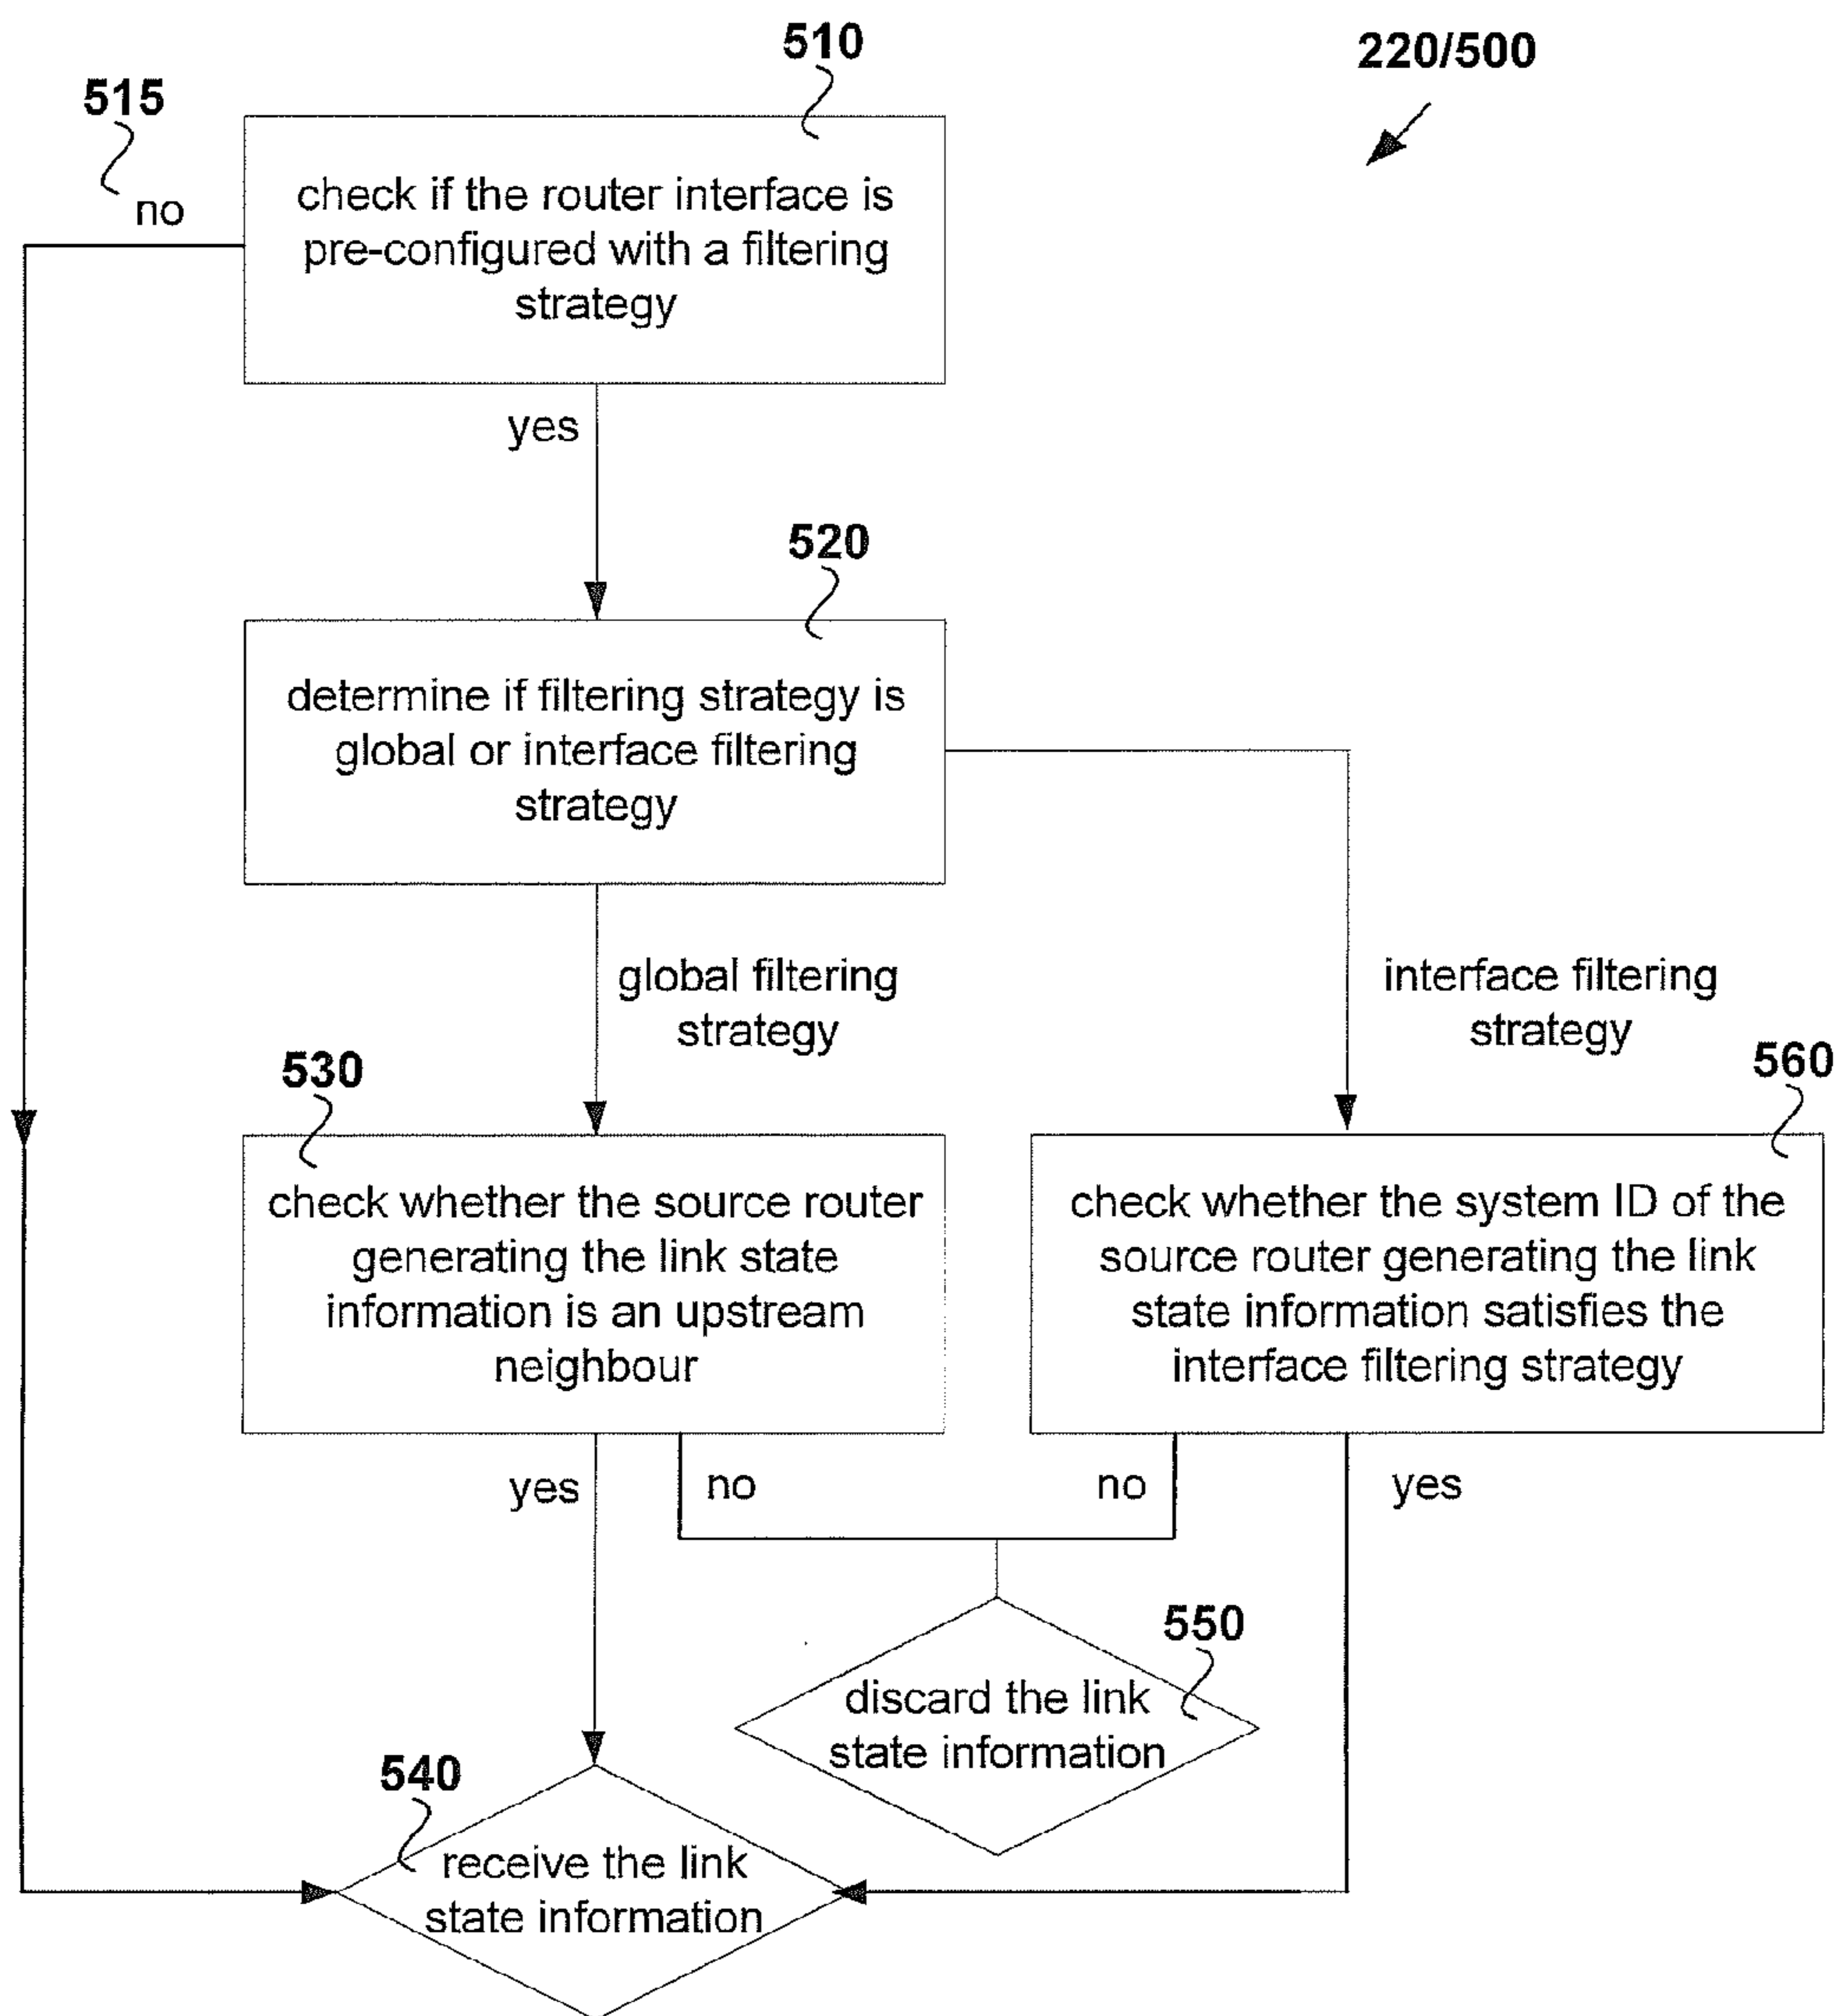 510
220/500
515
no
check if the router interface is
pre-configured with a filtering
strategy
yes
520
determine if filtering strategy is
global or interface filtering
strategy
global filtering
strategy
interface filtering
strategy
530
560
check whether the source router
generating the link state
information is an upstream
neighbour
check whether the system ID of the
source router generating the link
state information satisfies the
interface filtering strategy
yes
no
no
yes
550
discard the link
state information
540
receive the link
state information